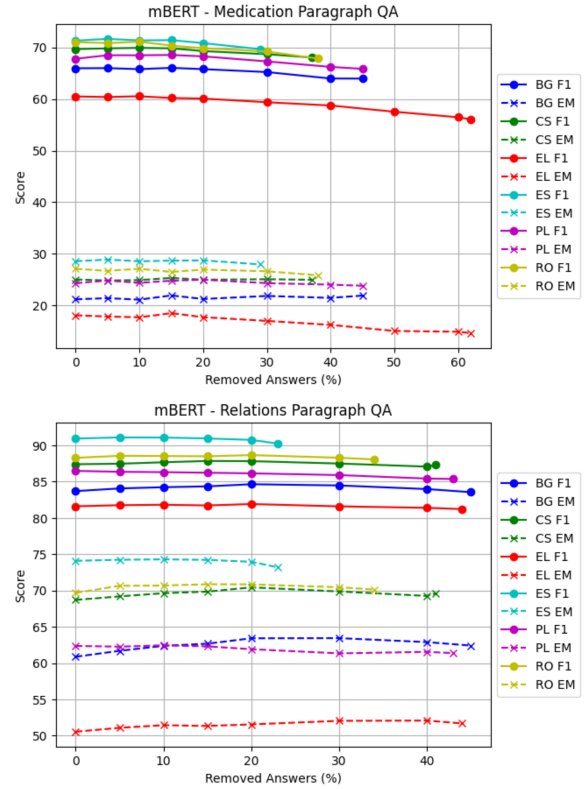 mBERT - Medication Paragraph QA
70
60
50
40
30
20
Score
0
10
20
30
40
50
60
Removed Answers (%)
BG F1
BG EM
CS F1
CS EM
EL F1
EL EM
ES F1
ES EM
PL F1
PL EM
RO F1
RO EM
mBERT - Relations Paragraph QA
90
85
80
75
70
65
60
55
50
Score
0
10
20
30
40
Removed Answers (%)
BG F1
BG EM
CS F1
CS EM
EL F1
EL EM
ES F1
ES EM
PL F1
PL EM
RO F1
RO EM